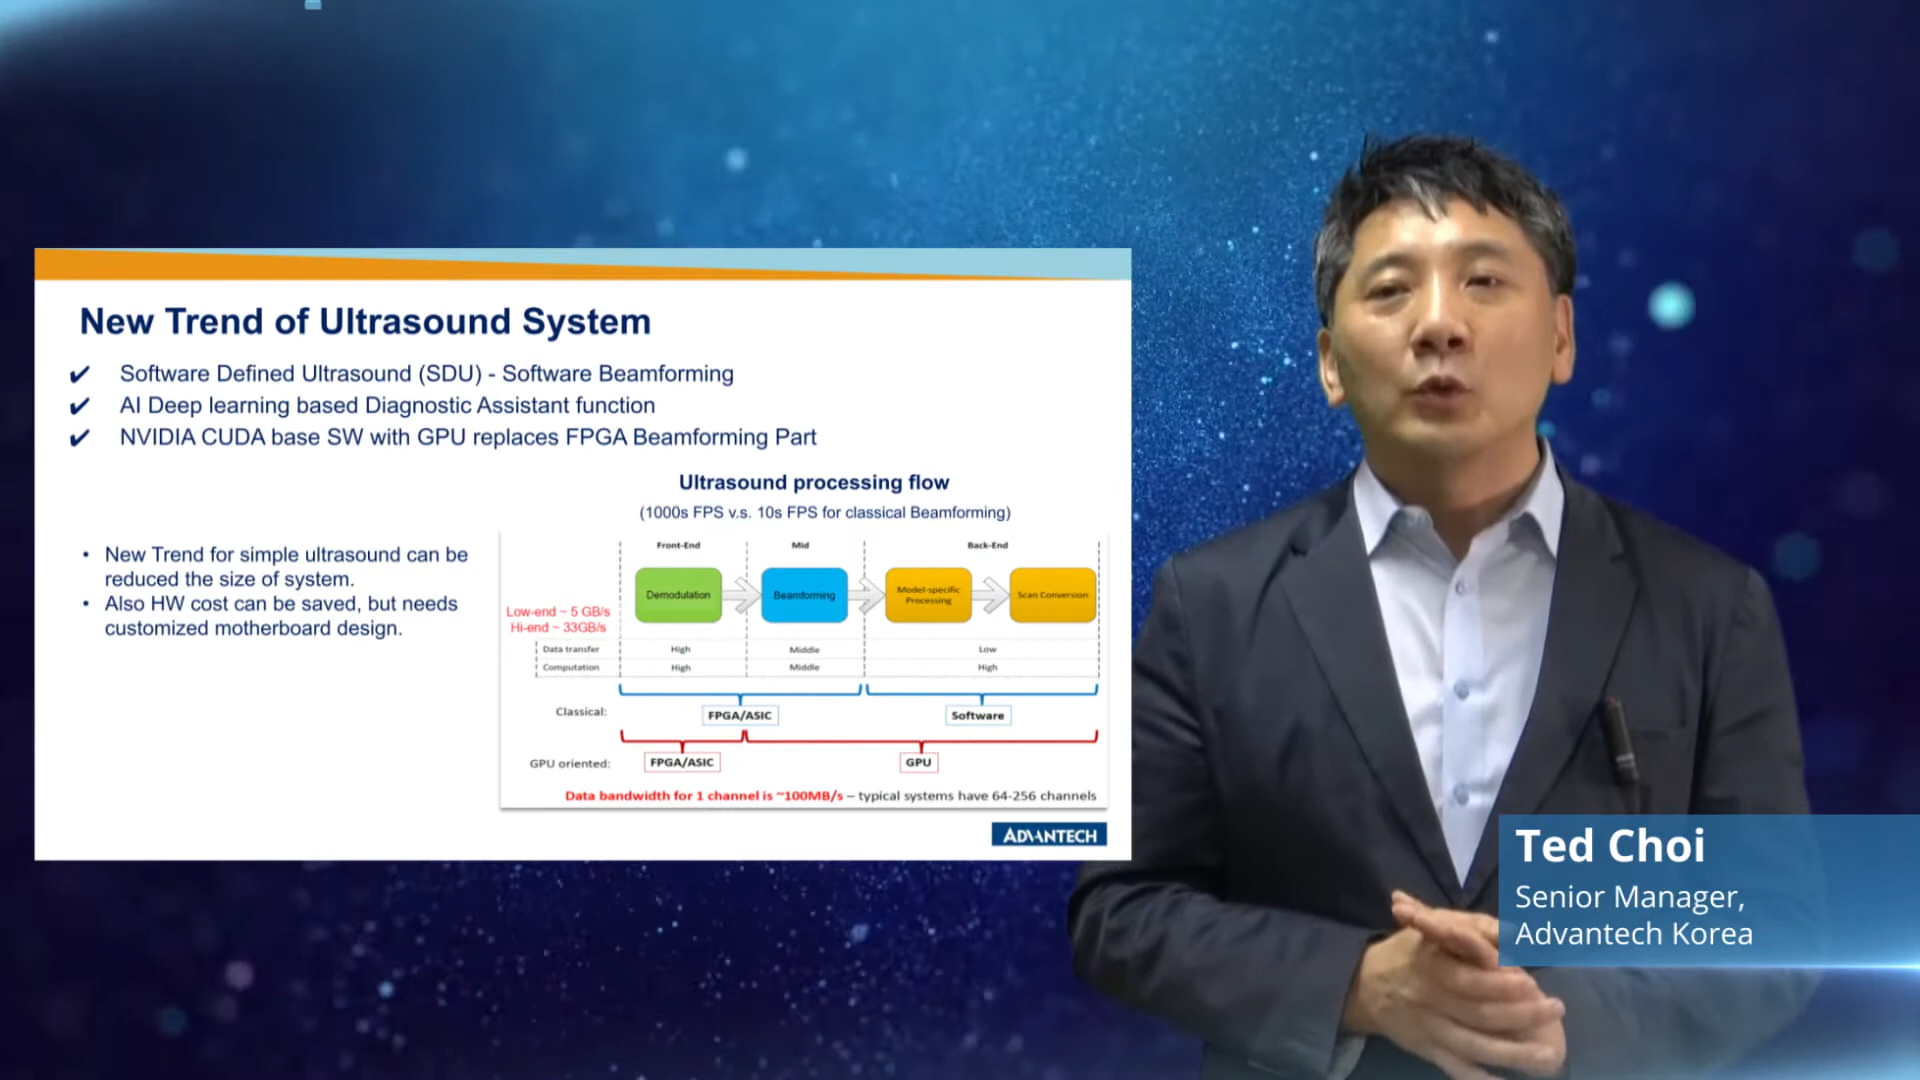 New Trend of Ultrasound System
✔ Software Defined Ultrasound (SDU) - Software Beamforming
✔ AI Deep learning based Diagnostic Assistant function
✔ NVIDIA CUDA base SW with GPU replaces FPGA Beamforming Part
• New Trend for simple ultrasound can be
reduced the size of system.
• Also HW cost can be saved, but needs
customized motherboard design.
Ultrasound processing flow
(1000s FPS v.s. 10s FPS for classical Beamforming)
Front-End Mid Back-End
Demodulation Beamforming Model-specific
Processing Scan Conversion
Low-end ~ 5 GB/s
Hi-end ~ 33GB/s
Data transfer High Middle Low
Computation High Middle High
Classical: FPGA/ASIC Software
GPU oriented: FPGA/ASIC GPU
Data bandwidth for 1 channel is ~100MB/s – typical systems have 64-256 channels
ADVANTECH
Ted Choi
Senior Manager,
Advantech Korea